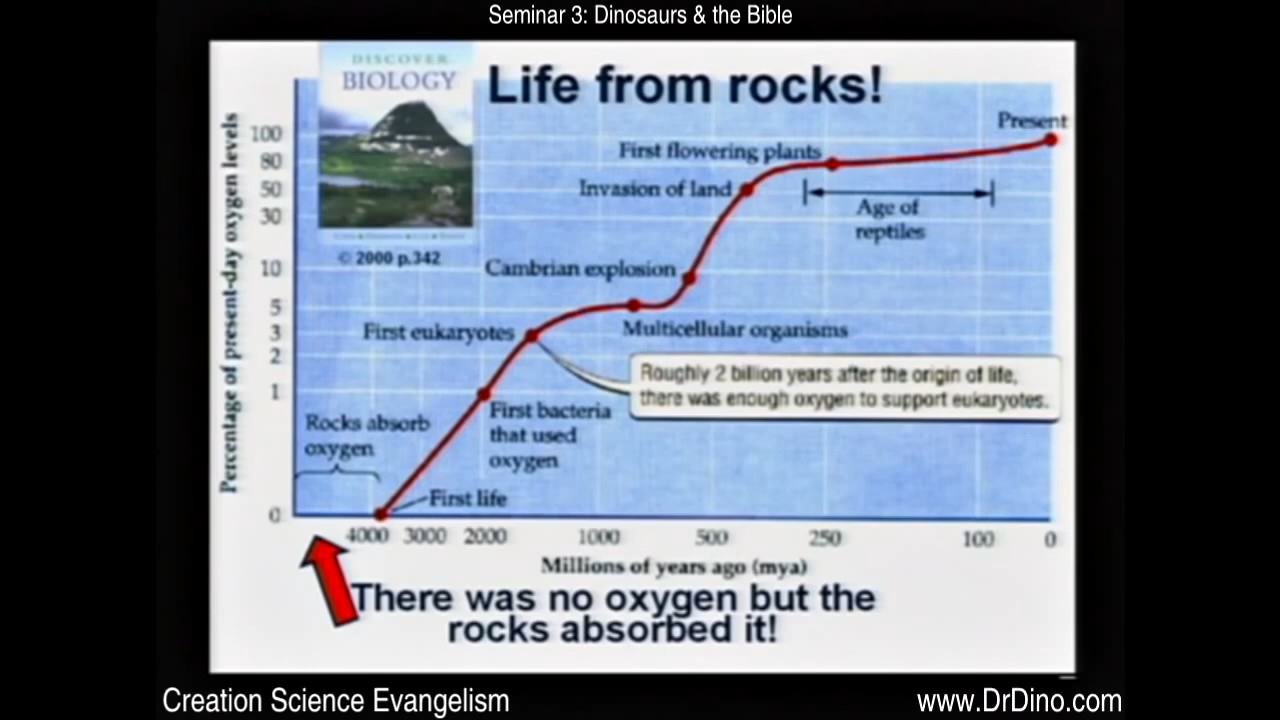 Seminar 3: Dinosaurs & the Bible
DISCOVER
BIOLOGY
Life from rocks!
© 2000 p.342
Percentage of present-day oxygen levels
100
80
50
30
10
5
3
2
1
0
Present
First flowering plants
Invasion of land
Age of
reptiles
Cambrian explosion
First eukaryotes
Multicellular organisms
Roughly 2 billion years after the origin of life,
there was enough oxygen to support eukaryotes.
Rocks absorb
oxygen
First bacteria
that used
oxygen
First life
4000 3000 2000 1000 500 250 100 0
Millions of years ago (mya)
There was no oxygen but the
rocks absorbed it!
Creation Science Evangelism
www.DrDino.com